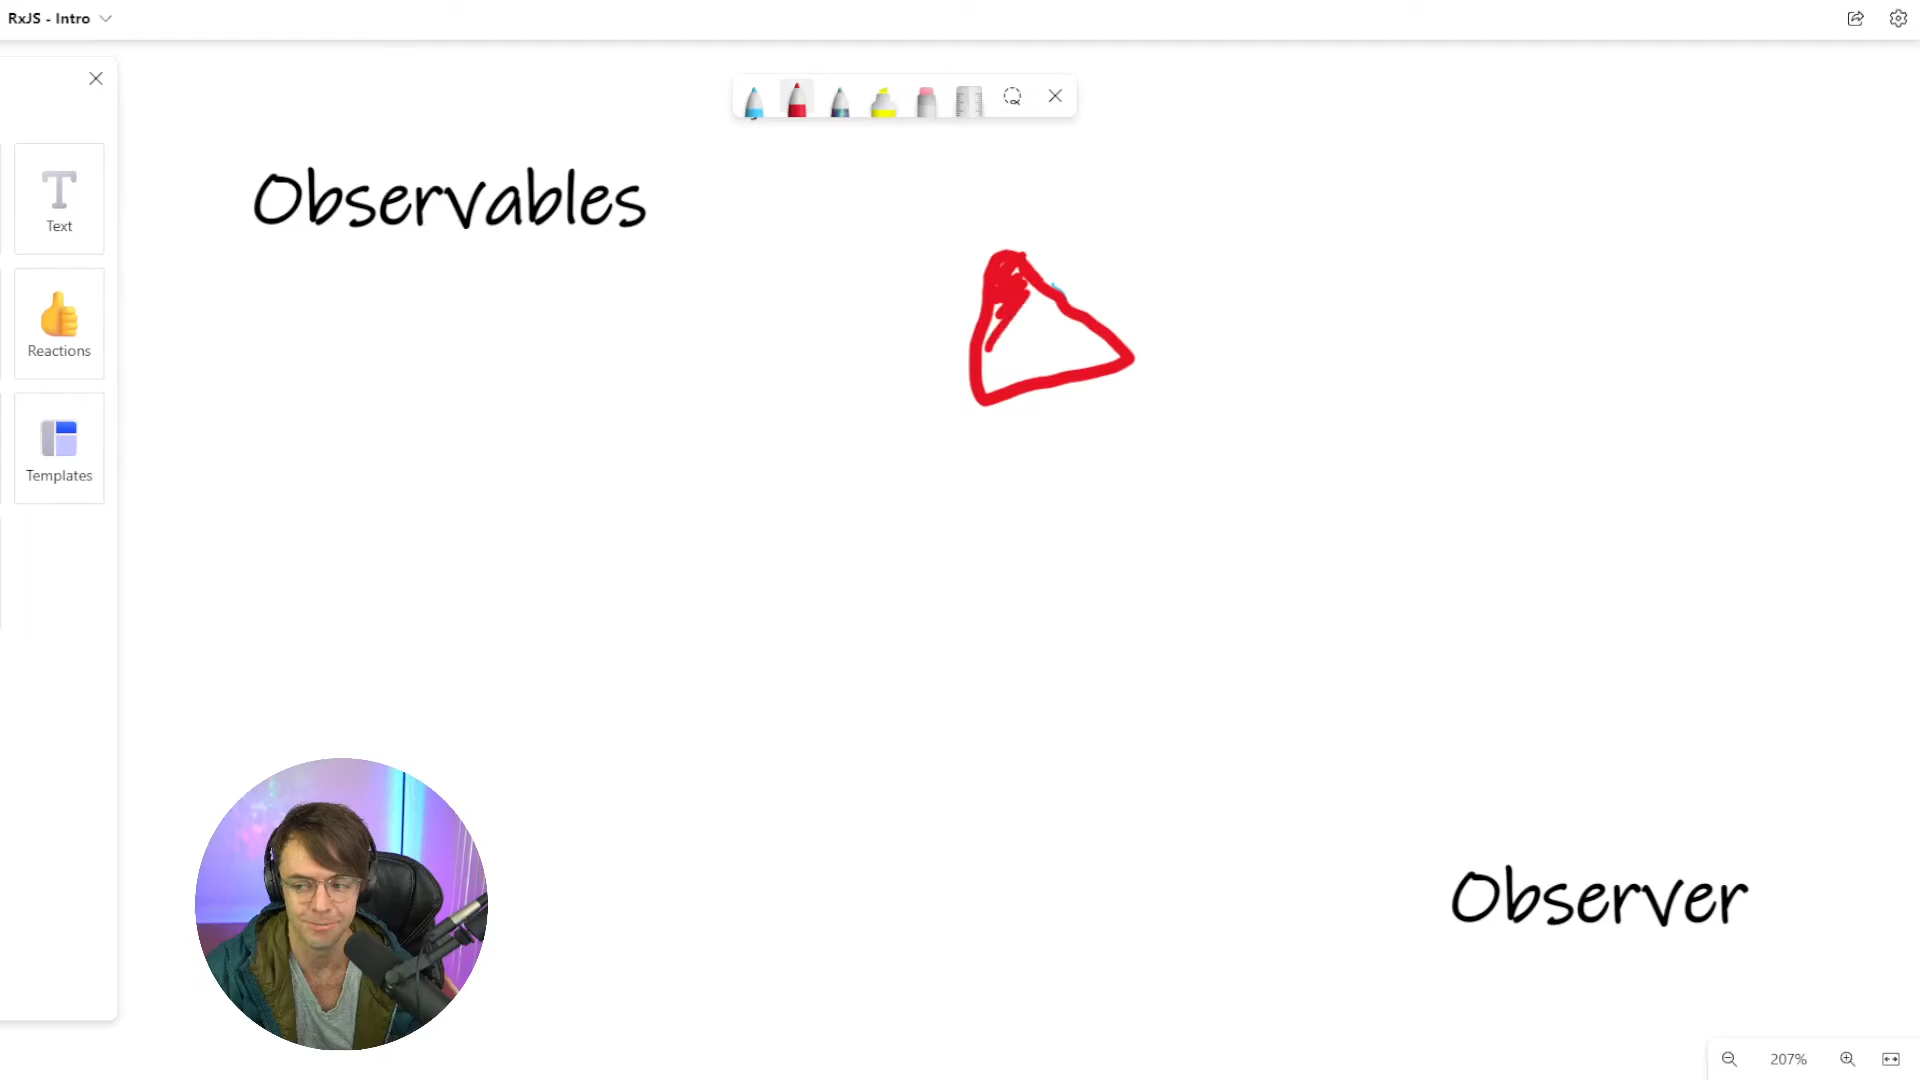 RxJS - Intro
Observables
Text
Reactions
Templates
Observer
207%